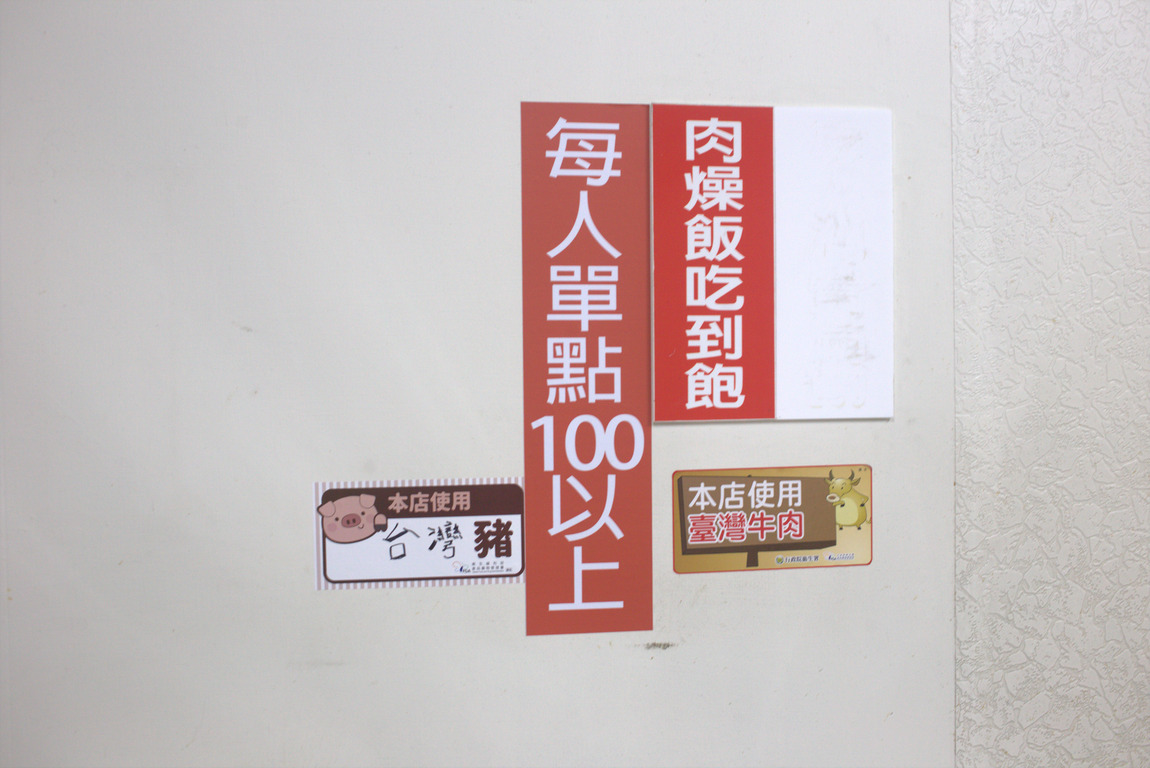 肉燥飯吃到飽
每人單點100以上
本店使用
台灣豬
本店使用
臺灣牛肉